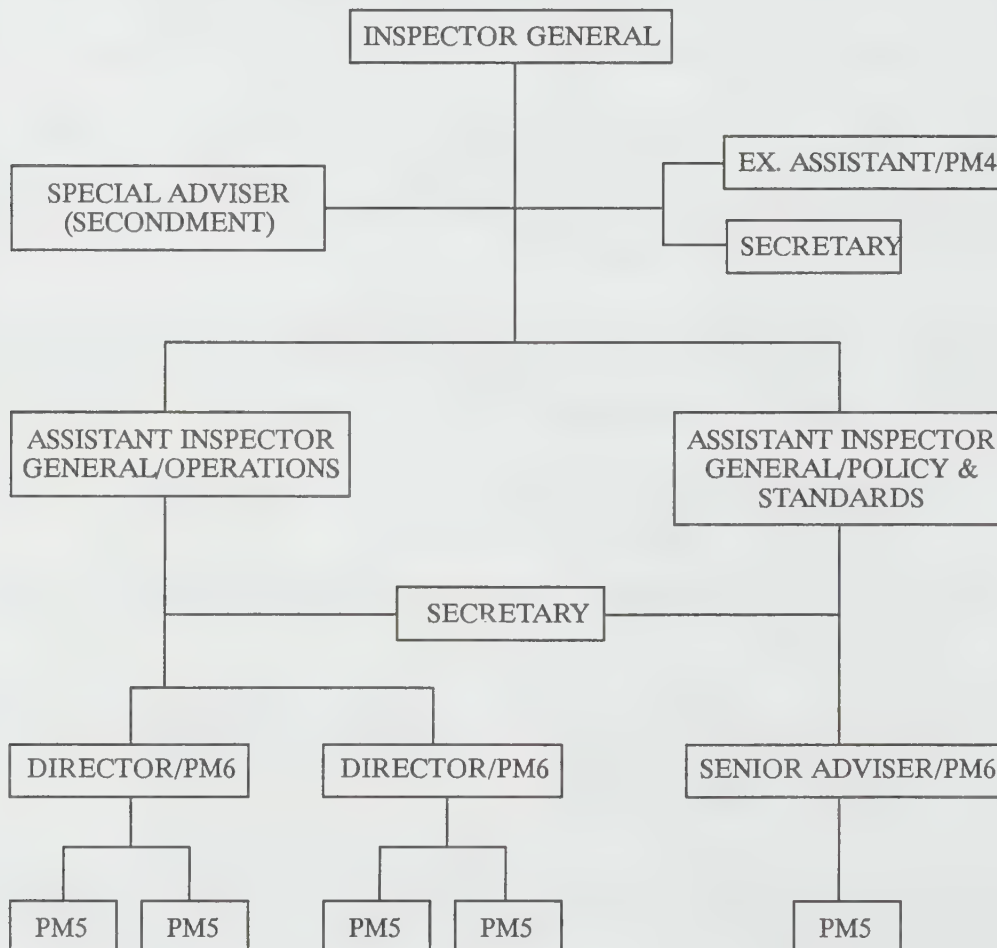 INSPECTOR GENERAL
SPECIAL ADVISER
(SECONDMENT)
EX. ASSISTANT/PM4
SECRETARY
ASSISTANT INSPECTOR
GENERAL/OPERATIONS
ASSISTANT INSPECTOR
GENERAL/POLICY &
STANDARDS
SECRETARY
DIRECTOR/PM6
DIRECTOR/PM6
SENIOR ADVISER/PM6
PM5
PM5
PM5
PM5
PM5